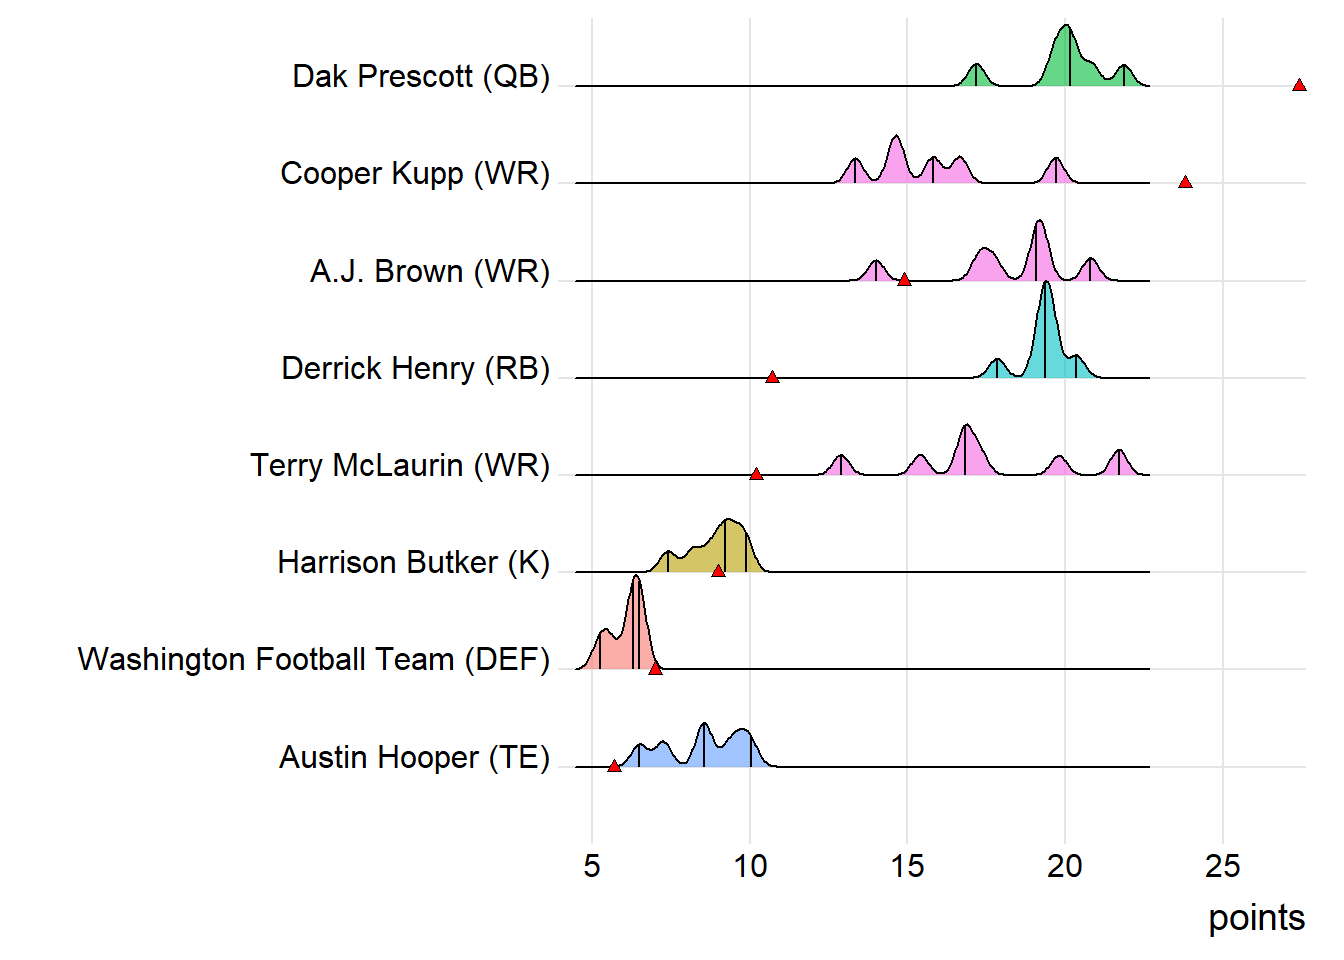 Dak Prescott (QB)
Cooper Kupp (WR)
A.J. Brown (WR)
Derrick Henry (RB)
Terry McLaurin (WR)
Harrison Butker (K)
Washington Football Team (DEF)
Austin Hooper (TE)
5 10 15 20 25
points